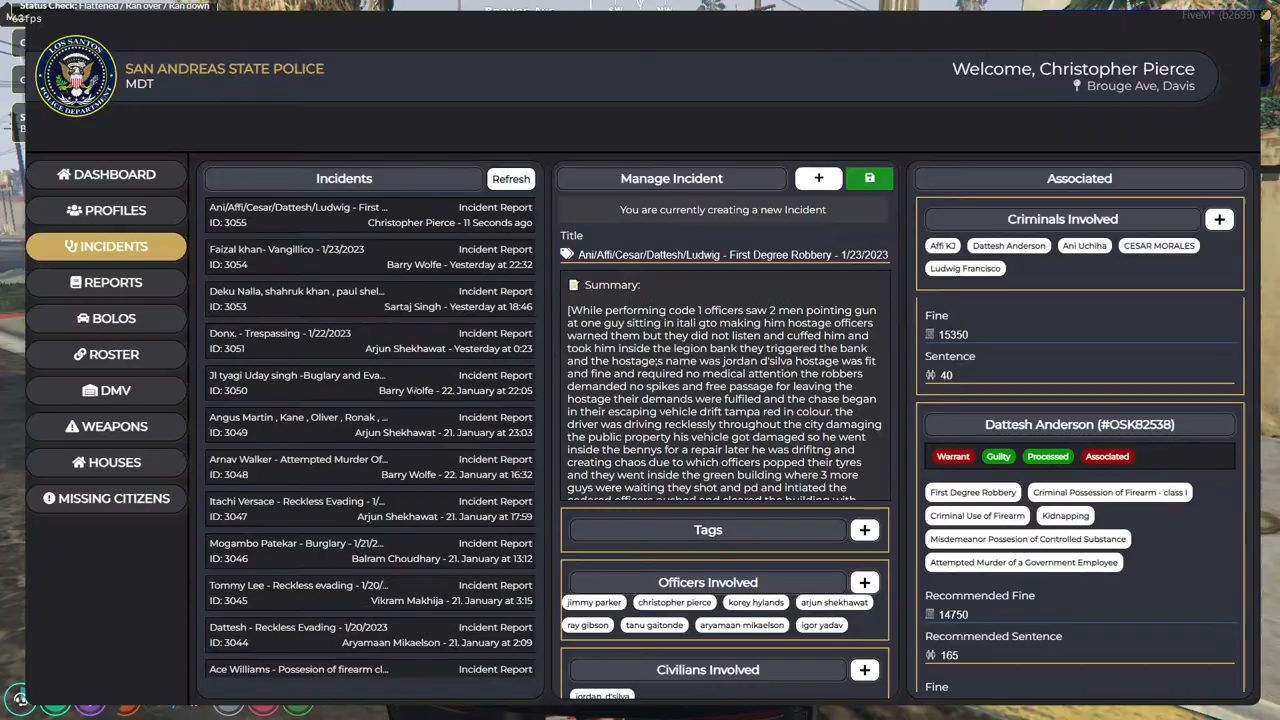 Status Check: Flattened / Ran over / Ran down
63fps
Brouge Ave
FiveM* (b2699)
LOS SANTOS
POLICE DEPARTMENT
SAN ANDREAS STATE POLICE
MDT
Welcome, Christopher Pierce
Brouge Ave, Davis
DASHBOARD
PROFILES
INCIDENTS
REPORTS
BOLOS
ROSTER
DMV
WEAPONS
HOUSES
MISSING CITIZENS
Incidents
Refresh
Ani/Affi/Cesar/Dattesh/Ludwig - First ... Incident Report
ID: 3055 Christopher Pierce - 11 Seconds ago
Faizal khan- Vangillico - 1/23/2023 Incident Report
ID: 3054 Barry Wolfe - Yesterday at 22:32
Deku Nalla, shahruk khan , paul shel... Incident Report
ID: 3053 Sartaj Singh - Yesterday at 18:46
Donx. - Trespassing - 1/22/2023 Incident Report
ID: 3051 Arjun Shekhawat - Yesterday at 0:23
Jl tyagi Uday singh -Buglary and Eva... Incident Report
ID: 3050 Barry Wolfe - 22. January at 22:05
Angus Martin , Kane , Oliver , Ronak , ... Incident Report
ID: 3049 Arjun Shekhawat - 21. January at 23:03
Arnav Walker - Attempted Murder Of... Incident Report
ID: 3048 Barry Wolfe - 22. January at 16:32
Itachi Versace - Reckless Evading - 1/... Incident Report
ID: 3047 Arjun Shekhawat - 21. January at 17:59
Mogambo Patekar - Burglary - 1/21/2... Incident Report
ID: 3046 Balram Choudhary - 21. January at 13:12
Tommy Lee - Reckless evading - 1/20/... Incident Report
ID: 3045 Vikram Makhija - 21. January at 3:15
Dattesh - Reckless Evading - 1/20/2023 Incident Report
ID: 3044 Aryamaan Mikaelson - 21. January at 2:09
Ace Williams - Possesion of firearm cl... Incident Report
Manage Incident
You are currently creating a new Incident
Title
Ani/Affi/Cesar/Dattesh/Ludwig - First Degree Robbery - 1/23/2023
Summary:
[While performing code 1 officers saw 2 men pointing gun
at one guy sitting in itali gto making him hostage officers
warned them but they did not listen and cuffed him and
took him inside the legion bank they triggered the bank
and the hostage;s name was jordan d'silva hostage was fit
and fine and required no medical attention the robbers
demanded no spikes and free passage for leaving the
hostage their demands were fulfiled and the chase began
in their escaping vehicle drift tampa red in colour. the
driver was driving recklessly throughout the city damaging
the public property his vehicle got damaged so he went
inside the bennys for a repair later he was driftng and
creating chaos due to which officers popped their tyres
and they went inside the green building where 3 more
guys were waiting they shot and pd and intiated the
Tags
Officers Involved
jimmy parker christopher pierce korey hylands arjun shekhawat
ray gibson tanu gaitonde aryamaan mikaelson igor yadav
Civilians Involved
jordan d'silva
Associated
Criminals Involved
Affi KJ Dattesh Anderson Ani Uchiha CESAR MORALES
Ludwig Francisco
Fine
15350
Sentence
40
Dattesh Anderson (#OSK82538)
Warrant Guilty Processed Associated
First Degree Robbery Criminal Possession of Firearm - class I
Criminal Use of Firearm Kidnapping
Misdemeanor Possesion of Controlled Substance
Attempted Murder of a Government Employee
Recommended Fine
14750
Recommended Sentence
165
Fine